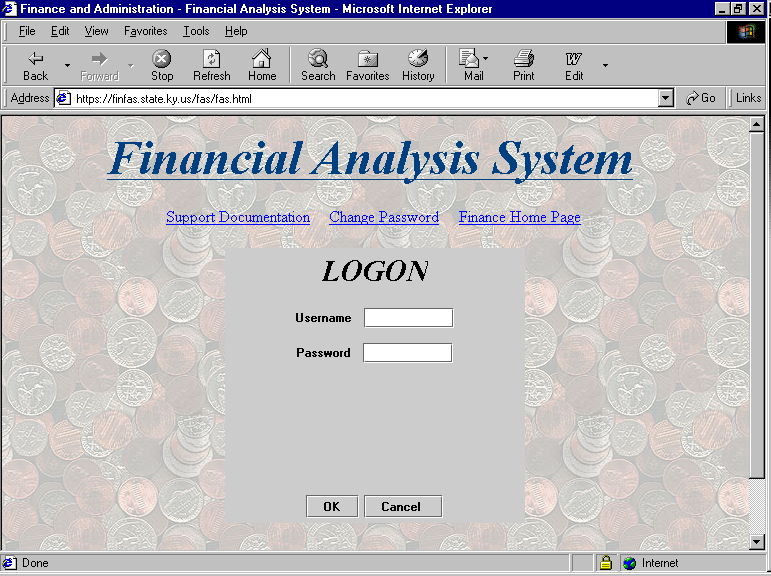 Finance and Administration - Financial Analysis System - Microsoft Internet Explorer
File Edit View Favorites Tools Help
Back Forward Stop Refresh Home Search Favorites History Mail Print Edit
Address https://finfas.state.ky.us/fas/fas.html Go Links
Financial Analysis System
Support Documentation Change Password Finance Home Page
LOGON
Username
Password
OK Cancel
Done Internet